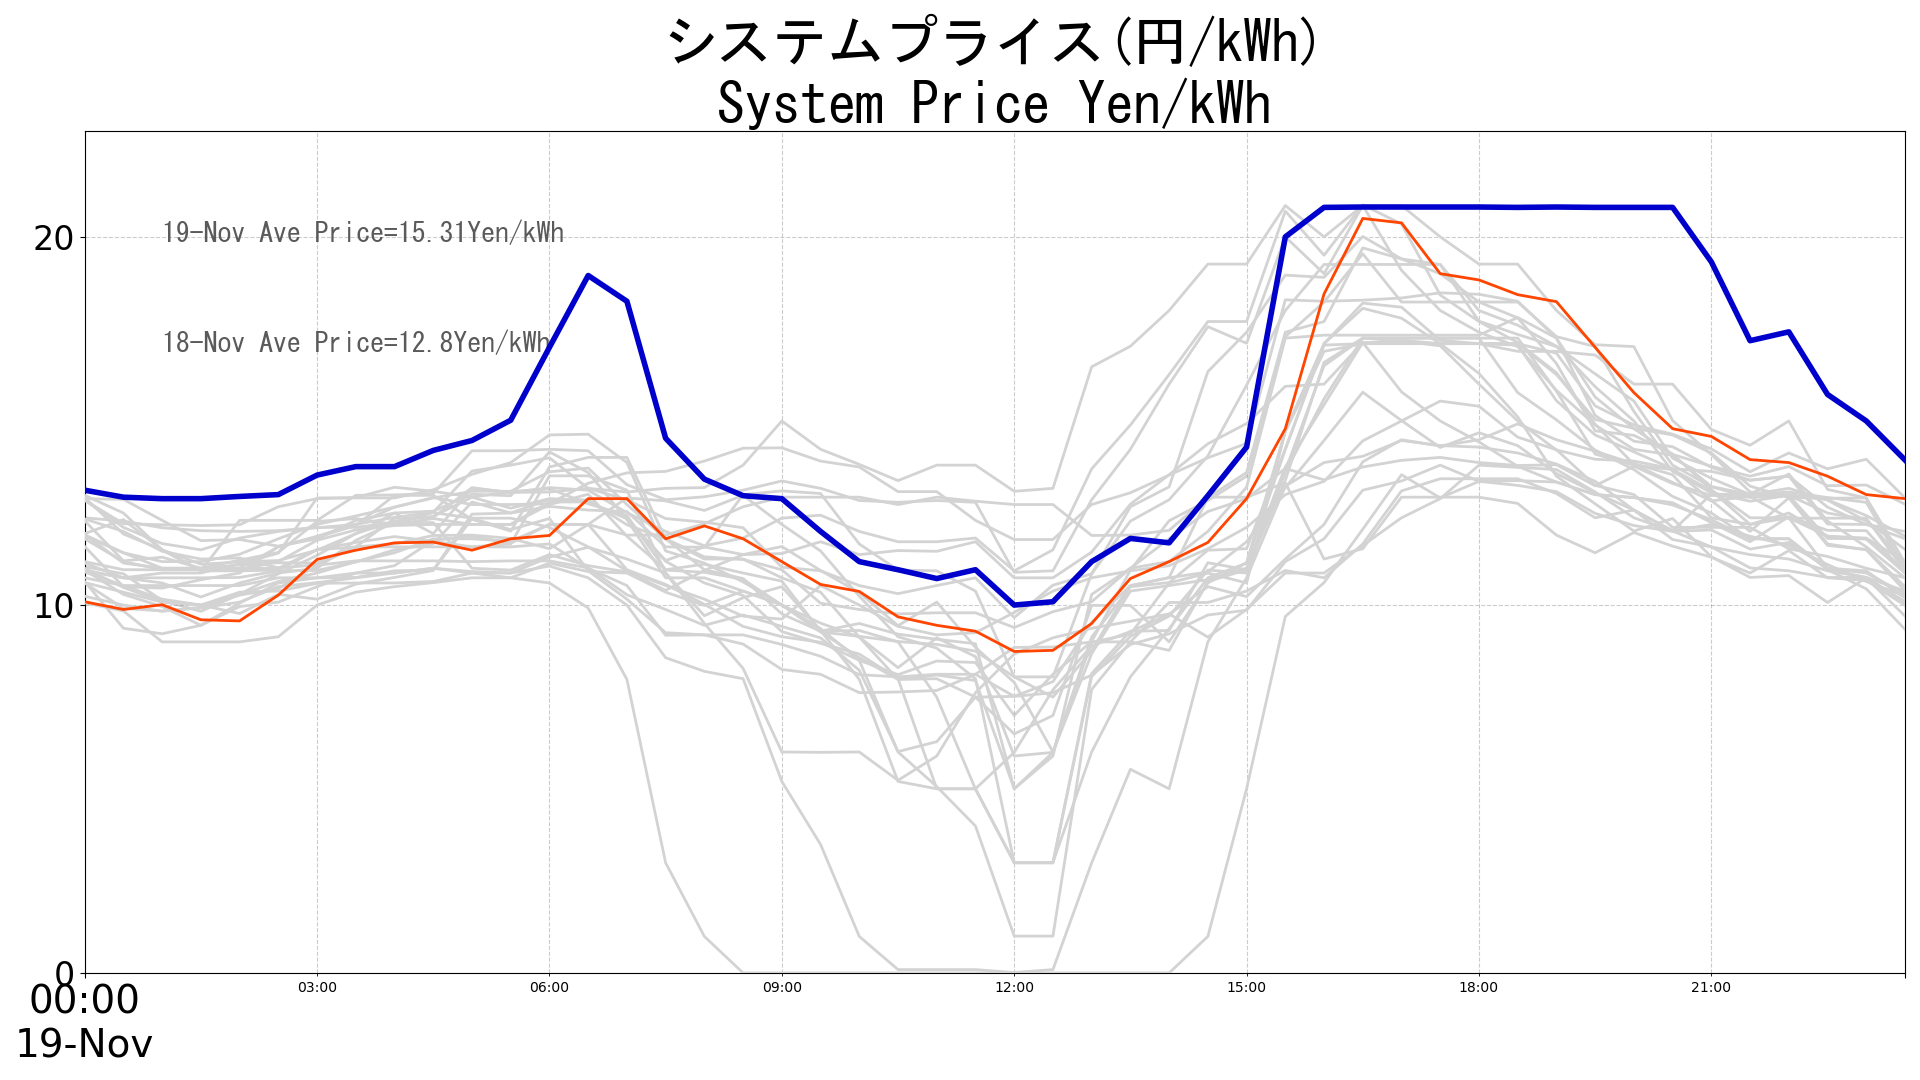 システムプライス(円/kWh)
System Price Yen/kWh
20
19-Nov Ave Price=15.31Yen/kWh
18-Nov Ave Price=12.8Yen/kWh
10
0
00:00
03:00
06:00
09:00
12:00
15:00
18:00
21:00
19-Nov